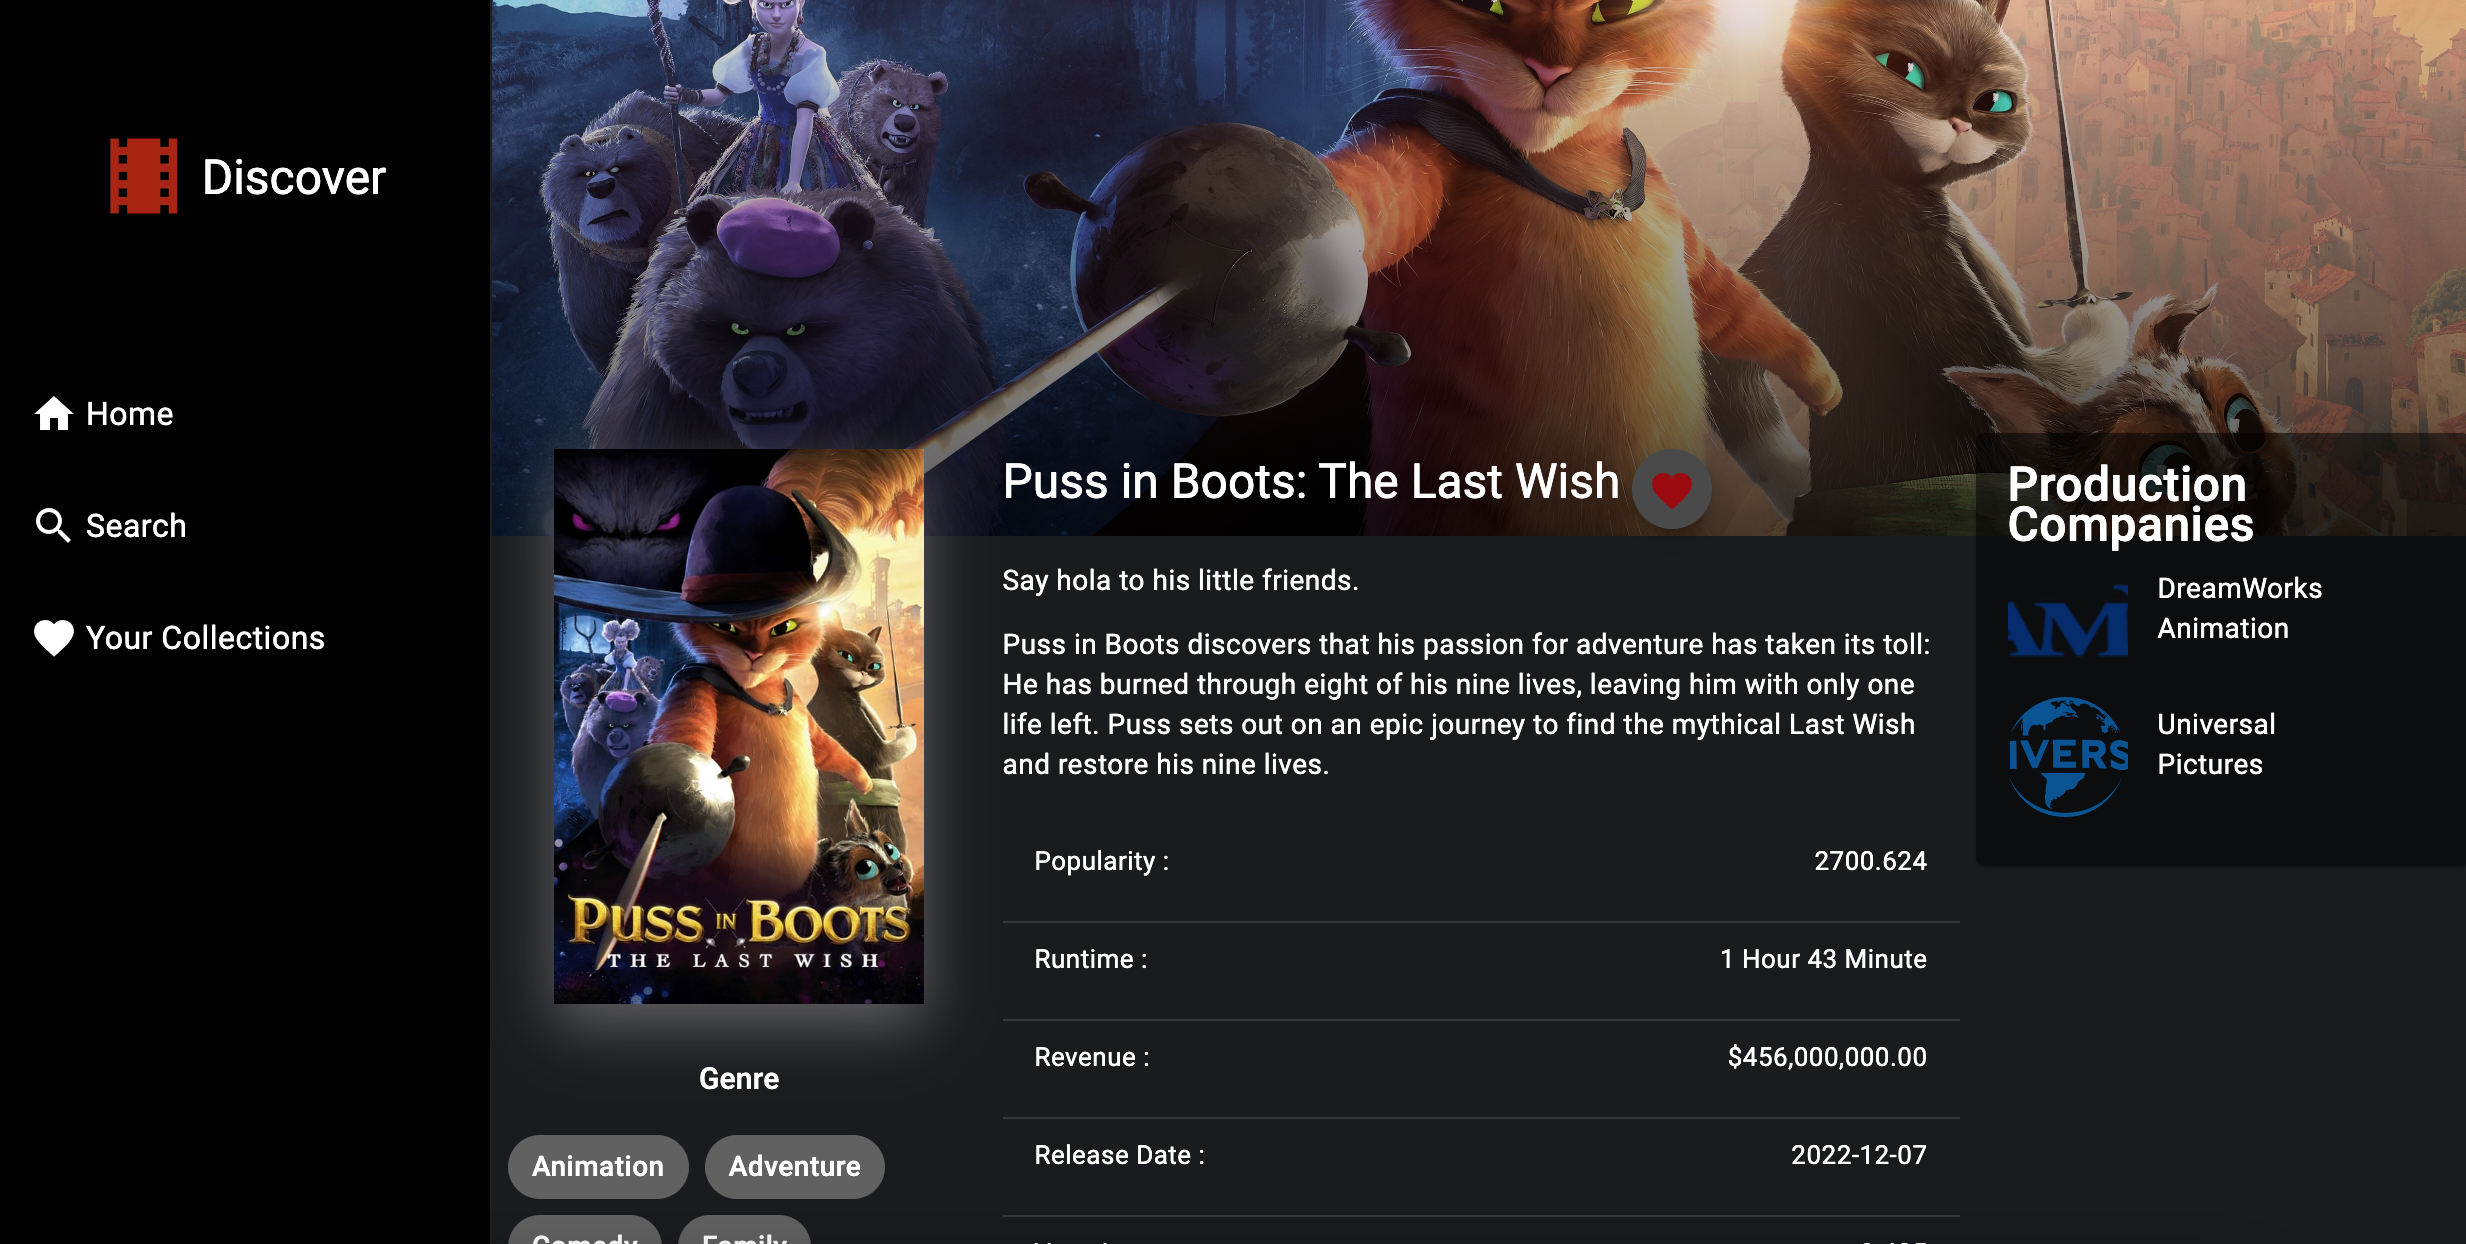 Discover
Home
Search
Your Collections
Puss in Boots: The Last Wish
Say hola to his little friends.
Puss in Boots discovers that his passion for adventure has taken its toll:
He has burned through eight of his nine lives, leaving him with only one
life left. Puss sets out on an epic journey to find the mythical Last Wish
and restore his nine lives.
Popularity : 2700.624
Runtime : 1 Hour 43 Minute
Revenue : $456,000,000.00
Release Date : 2022-12-07
PUSS IN BOOTS
THE LAST WISH
Genre
Animation Adventure
Comedy Family
Production
Companies
AM
DreamWorks
Animation
IVERS
Universal
Pictures